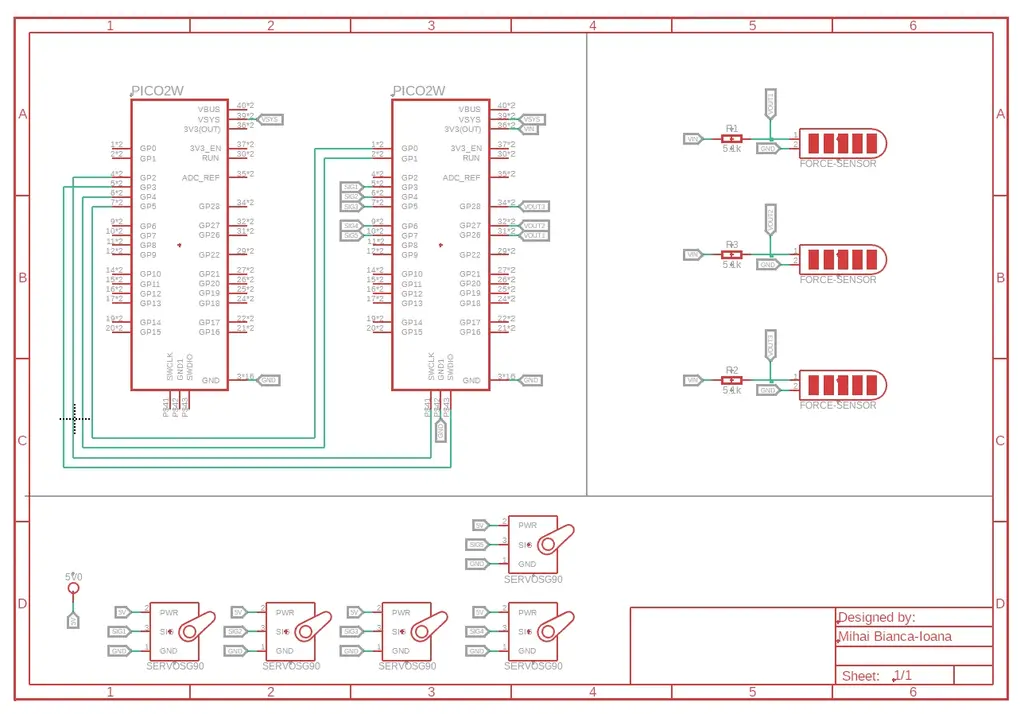 1 2 3 4 5 6
A A
B B
C C
D D
PICO2W
VBUS 40*2
VSYS 39*2 VSYS
3V3(OUT) 36*2
1*2 GP0 3V3_EN 37*2
2*2 GP1 RUN 30*2
4*2 GP2 ADC_REF 35*2
5*2 GP3
6*2 GP4
7*2 GP5 GP28 34*2
9*2 GP6 GP27 32*2
10*2 GP7 GP26 31*2
11*2 GP8
12*2 GP9 GP22 29*2
14*2 GP10 GP21 27*2
15*2 GP11 GP20 26*2
16*2 GP12 GP19 25*2
17*2 GP13 GP18 24*2
19*2 GP14 GP17 22*2
20*2 GP15 GP16 21*2
SWCLK GND1 SWDIO
GND 3*16 GND
P$41 P$42 P$43
PICO2W
VBUS 40*2
VSYS 39*2 VSYS
3V3(OUT) 36*2 VIN
1*2 GP0 3V3_EN 37*2
2*2 GP1 RUN 30*2
4*2 GP2 ADC_REF 35*2
SIG1 5*2 GP3
SIG2 6*2 GP4
SIG3 7*2 GP5 GP28 34*2 VOUT3
SIG4 9*2 GP6 GP27 32*2 VOUT2
SIG5 10*2 GP7 GP26 31*2 VOUT1
11*2 GP8
12*2 GP9 GP22 29*2
14*2 GP10 GP21 27*2
15*2 GP11 GP20 26*2
16*2 GP12 GP19 25*2
17*2 GP13 GP18 24*2
19*2 GP14 GP17 22*2
20*2 GP15 GP16 21*2
SWCLK GND1 SWDIO
GND 3*16 GND
P$41 P$42 P$43
GND
VOUT1
VIN R1 1
5.1k GND 2
FORCE-SENSOR
VOUT2
VIN R3 1
5.1k GND 2
FORCE-SENSOR
VOUT3
VIN R2 1
5.1k GND 2
FORCE-SENSOR
5V 2 PWR
SIG5 3 SIG
GND 1 GND
SERVOSG90
5V0
5V
5V 2 PWR
SIG1 3 SIG
GND 1 GND
SERVOSG90
5V 2 PWR
SIG2 3 SIG
GND 1 GND
SERVOSG90
5V 2 PWR
SIG3 3 SIG
GND 1 GND
SERVOSG90
5V 2 PWR
SIG4 3 SIG
GND 1 GND
SERVOSG90
Designed by:
Mihai Bianca-Ioana
Sheet: 1/1
1 2 3 4 5 6